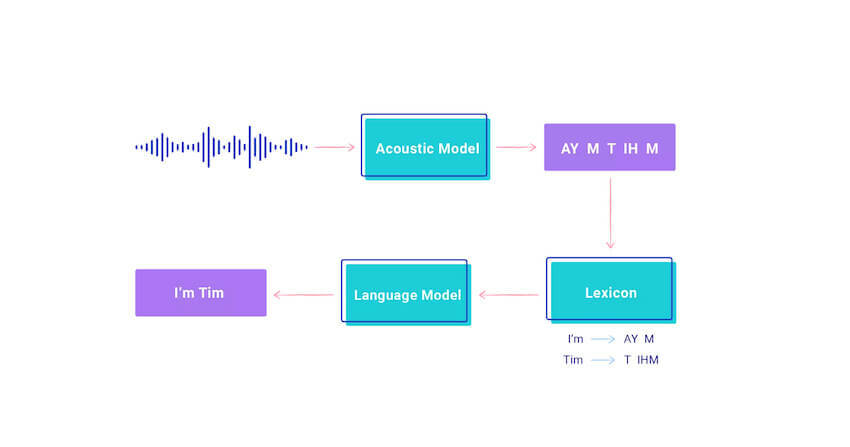 Acoustic Model
AY M T IH M
Lexicon
I'm AY M
Tim T IHM
Language Model
I'm Tim